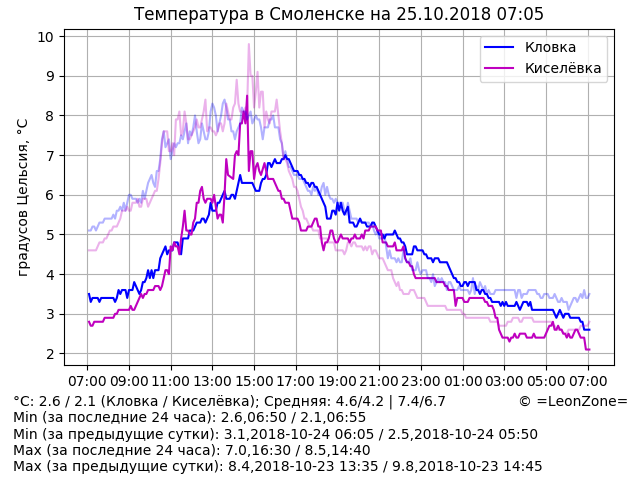 Температура в Смоленске на 25.10.2018 07:05
Кловка
Киселёвка
градусов Цельсия, °C
10
9
8
7
6
5
4
3
2
07:00 09:00 11:00 13:00 15:00 17:00 19:00 21:00 23:00 01:00 03:00 05:00 07:00
°C: 2.6 / 2.1 (Кловка / Киселёвка); Средняя: 4.6/4.2 | 7.4/6.7 © =LeonZone=
Min (за последние 24 часа): 2.6,06:50 / 2.1,06:55
Min (за предыдущие сутки): 3.1,2018-10-24 06:05 / 2.5,2018-10-24 05:50
Max (за последние 24 часа): 7.0,16:30 / 8.5,14:40
Max (за предыдущие сутки): 8.4,2018-10-23 13:35 / 9.8,2018-10-23 14:45